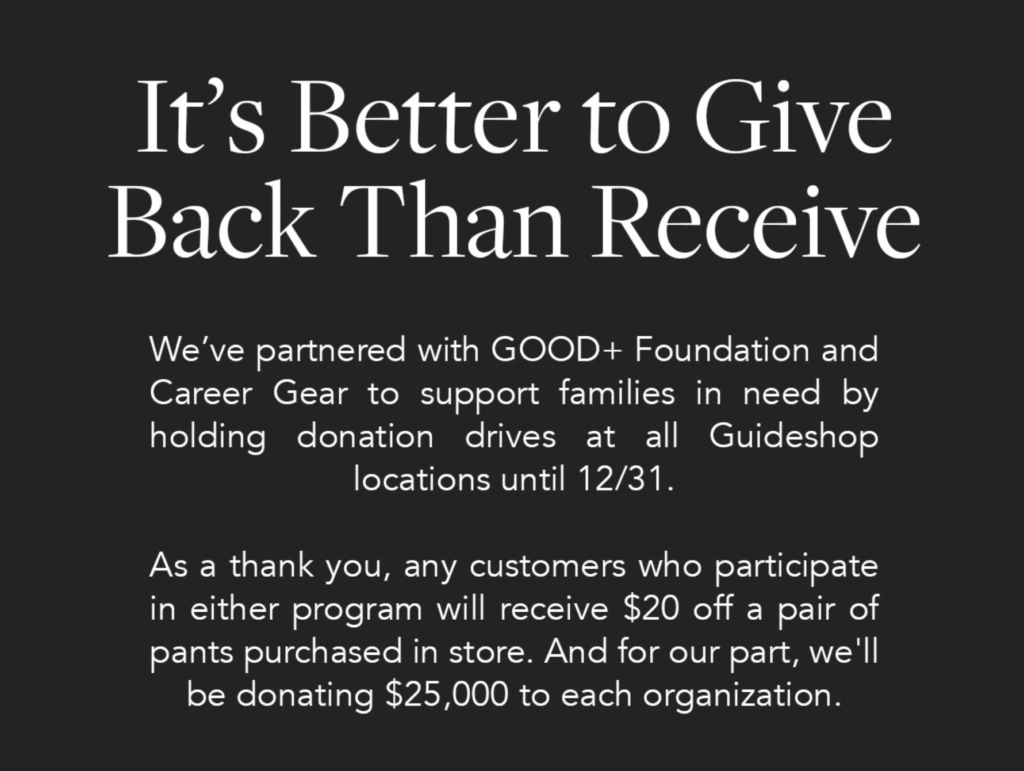 It’s Better to Give
Back Than Receive
We’ve partnered with GOOD+ Foundation and
Career Gear to support families in need by
holding donation drives at all Guideshop
locations until 12/31.
As a thank you, any customers who participate
in either program will receive $20 off a pair of
pants purchased in store. And for our part, we'll
be donating $25,000 to each organization.